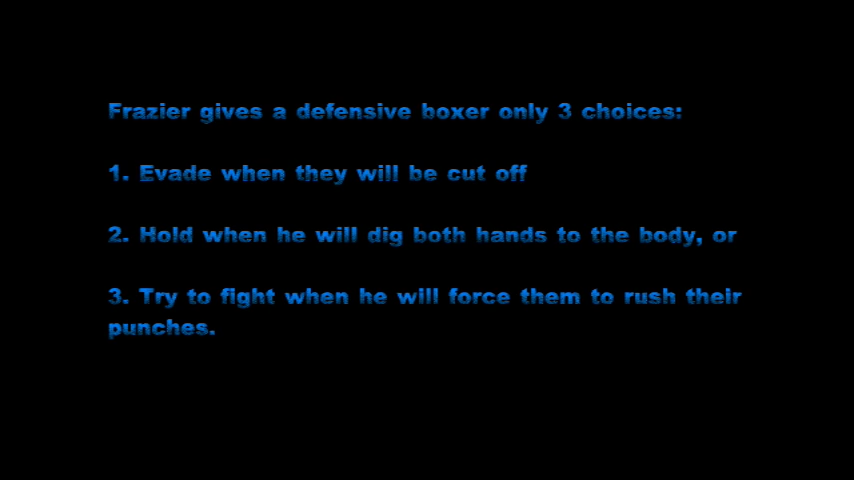 Frazier gives a defensive boxer only 3 choices:
1. Evade when they will be cut off
2. Hold when he will dig both hands to the body, or
3. Try to fight when he will force them to rush their
punches.